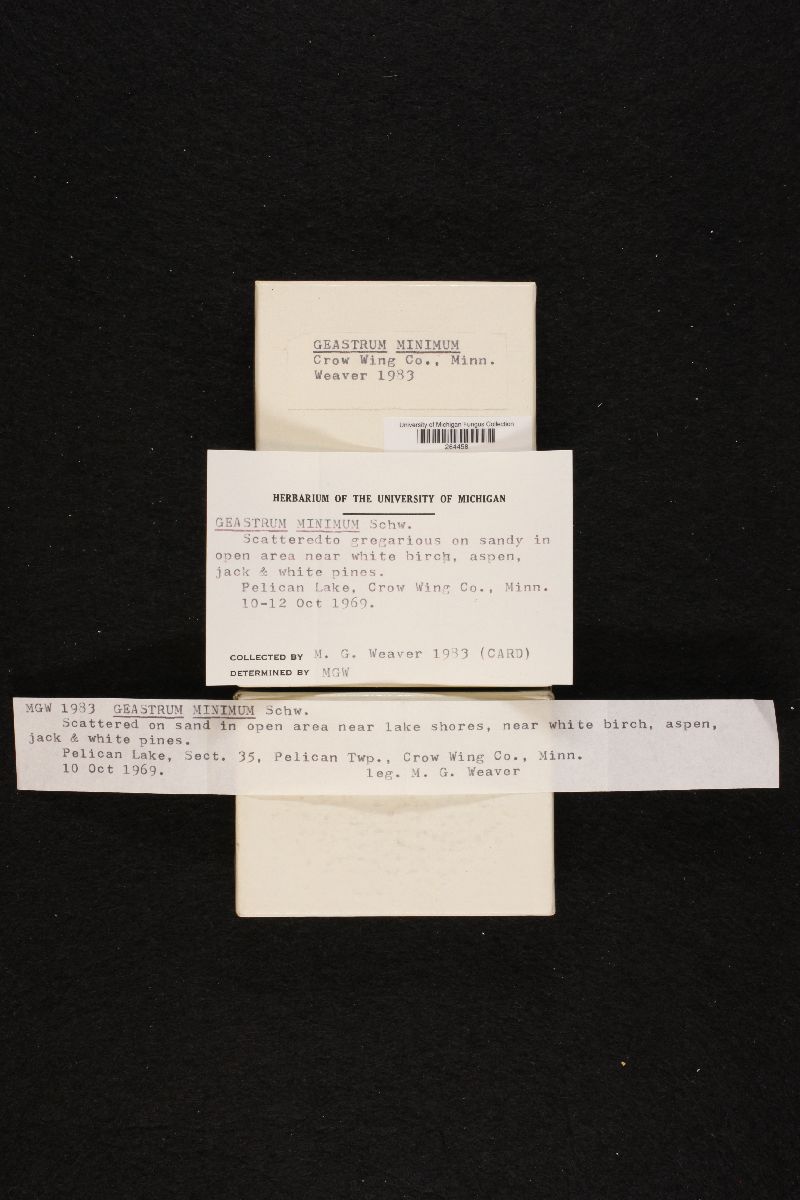 GEASTRUM MINIMUM
Crow Wing Co., Minn.
Weaver 1983
University of Michigan Fungus Collection
264458
HERBARIUM OF THE UNIVERSITY OF MICHIGAN
GEASTRUM MINIMUM Schw.
Scatteredto gregarious on sandy in
open area near white birch, aspen,
jack & white pines.
Pelican Lake, Crow Wing Co., Minn.
10-12 Oct 1969.
COLLECTED BY M. G. Weaver 1983 (CARD)
DETERMINED BY MGW
MGW 1983 GEASTRUM MINIMUM Schw.
Scattered on sand in open area near lake shores, near white birch, aspen,
jack & white pines.
Pelican Lake, Sect. 35, Pelican Twp., Crow Wing Co., Minn.
10 Oct 1969. leg. M. G. Weaver